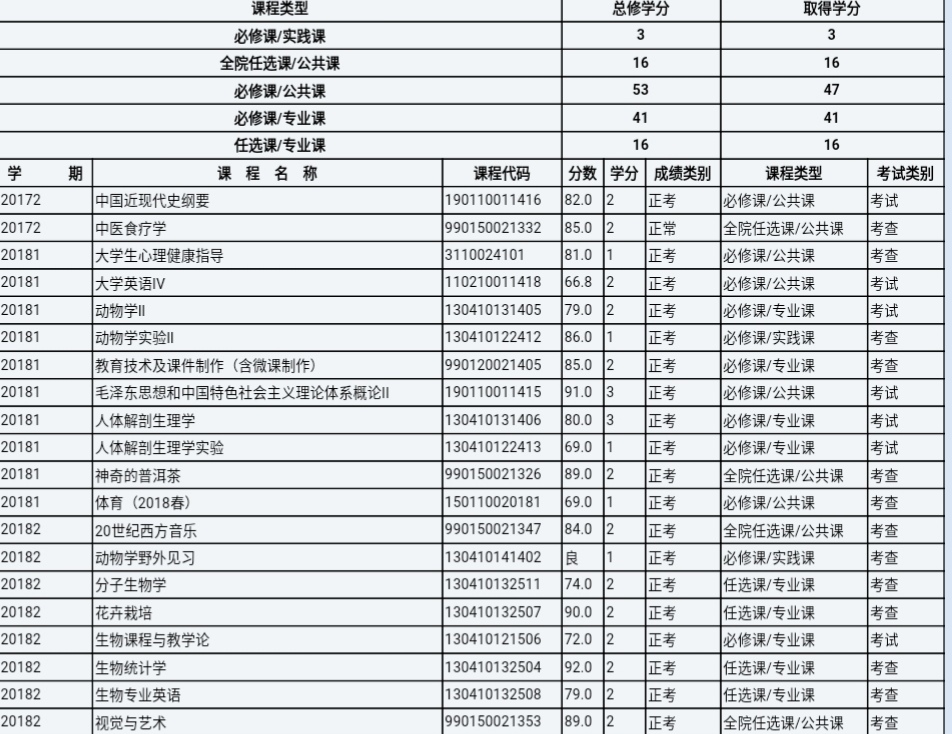 课程类型 总修学分 取得学分
必修课/实践课 3 3
全院任选课/公共课 16 16
必修课/公共课 53 47
必修课/专业课 41 41
任选课/专业课 16 16
学 期 课 程 名 称 课程代码 分数 学分 成绩类别 课程类型 考试类别
20172 中国近现代史纲要 190110011416 82.0 2 正考 必修课/公共课 考试
20172 中医食疗学 990150021332 85.0 2 正常 全院任选课/公共课 考查
20181 大学生心理健康指导 3110024101 81.0 1 正考 必修课/公共课 考查
20181 大学英语IV 110210011418 66.8 2 正考 必修课/公共课 考试
20181 动物学II 130410131405 79.0 2 正考 必修课/专业课 考试
20181 动物学实验II 130410122412 86.0 1 正考 必修课/实践课 考查
20181 教育技术及课件制作（含微课制作） 990120021405 85.0 2 正考 必修课/专业课 考查
20181 毛泽东思想和中国特色社会主义理论体系概论II 190110011415 91.0 3 正考 必修课/公共课 考试
20181 人体解剖生理学 130410131406 80.0 3 正考 必修课/专业课 考试
20181 人体解剖生理学实验 130410122413 69.0 1 正考 必修课/专业课 考试
20181 神奇的普洱茶 990150021326 89.0 2 正考 全院任选课/公共课 考查
20181 体育（2018春） 150110020181 69.0 1 正考 必修课/公共课 考查
20182 20世纪西方音乐 990150021347 84.0 2 正考 全院任选课/公共课 考查
20182 动物学野外见习 130410141402 良 1 正考 必修课/实践课 考查
20182 分子生物学 130410132511 74.0 2 正考 任选课/专业课 考查
20182 花卉栽培 130410132507 90.0 2 正考 任选课/专业课 考查
20182 生物课程与教学论 130410121506 72.0 2 正考 必修课/专业课 考试
20182 生物统计学 130410132504 92.0 2 正考 任选课/专业课 考查
20182 生物专业英语 130410132508 79.0 2 正考 任选课/专业课 考查
20182 视觉与艺术 990150021353 89.0 2 正考 全院任选课/公共课 考查